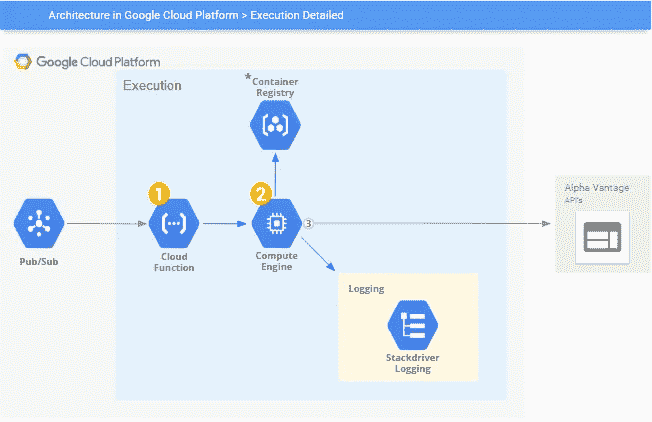 Architecture in Google Cloud Platform > Execution Detailed
Google Cloud Platform
Execution
*Container
Registry
1
2
3
Pub/Sub
Cloud
Function
Compute
Engine
Alpha Vantage
API's
Logging
Stackdriver
Logging